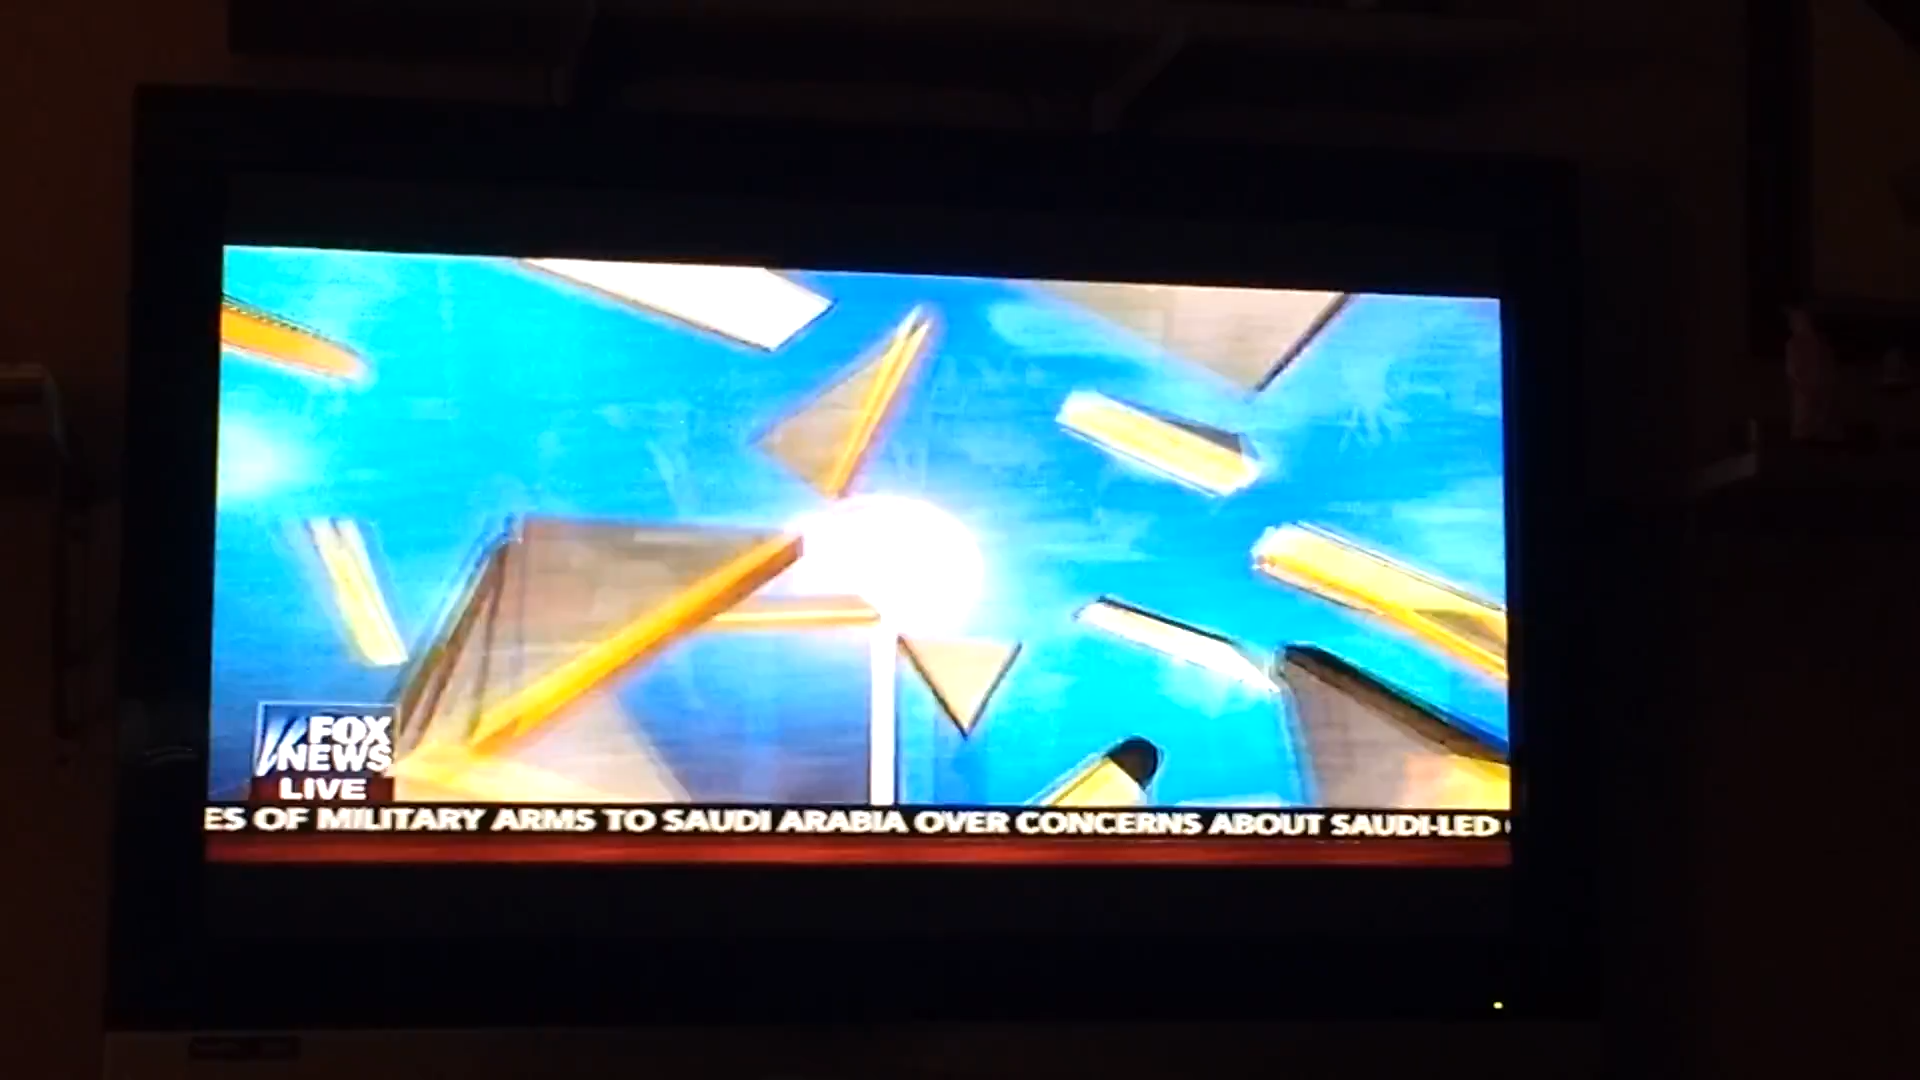 FOX
NEWS
LIVE
ES OF MILITARY ARMS TO SAUDI ARABIA OVER CONCERNS ABOUT SAUDI-LED